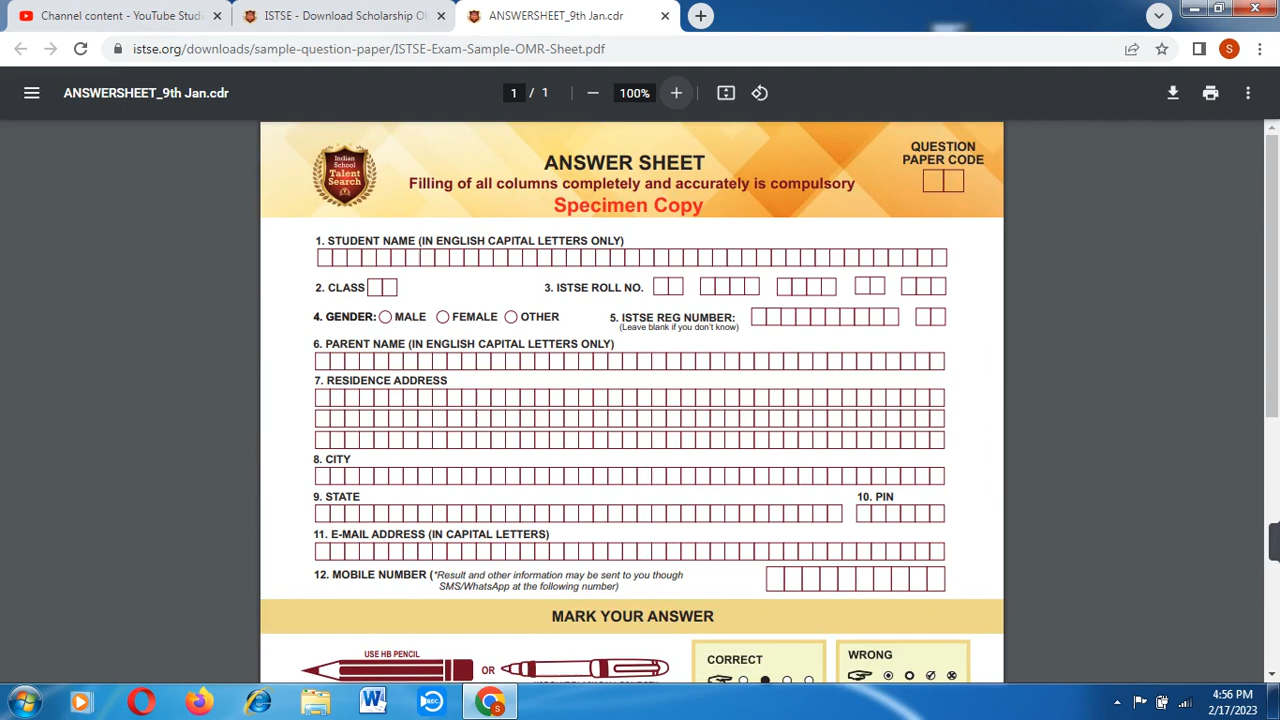 Channel content - YouTube Stud
ISTSE - Download Scholarship O
ANSWERSHEET_9th Jan.cdr
istse.org/downloads/sample-question-paper/ISTSE-Exam-Sample-OMR-Sheet.pdf
S
ANSWERSHEET_9th Jan.cdr
1 / 1
100%
Indian
School
Talent
Search
ANSWER SHEET
Filling of all columns completely and accurately is compulsory
Specimen Copy
QUESTION
PAPER CODE
1. STUDENT NAME (IN ENGLISH CAPITAL LETTERS ONLY)
2. CLASS
3. ISTSE ROLL NO.
4. GENDER: MALE FEMALE OTHER
5. ISTSE REG NUMBER:
(Leave blank if you don't know)
6. PARENT NAME (IN ENGLISH CAPITAL LETTERS ONLY)
7. RESIDENCE ADDRESS
8. CITY
9. STATE
10. PIN
11. E-MAIL ADDRESS (IN CAPITAL LETTERS)
12. MOBILE NUMBER (*Result and other information may be sent to you though
SMS/WhatsApp at the following number)
MARK YOUR ANSWER
USE HB PENCIL
OR
CORRECT
WRONG
REC
S
4:56 PM
2/17/2023